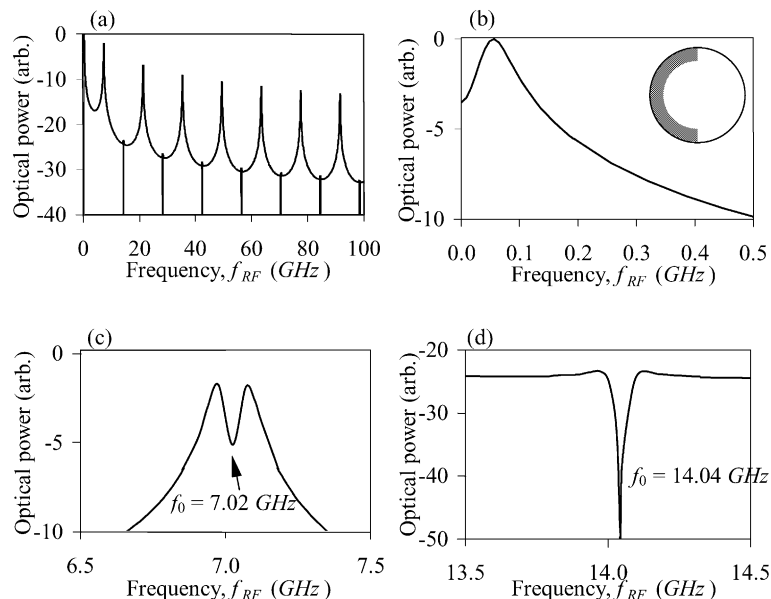 (a)
Optical power (arb.)
0
-10
-20
-30
-40
0 20 40 60 80 100
Frequency, f_RF (GHz)
(b)
Optical power (arb.)
0
-5
-10
0.0 0.1 0.2 0.3 0.4 0.5
Frequency, f_RF (GHz)
(c)
Optical power (arb.)
0
-5
-10
f_0 = 7.02 GHz
6.5 7.0 7.5
Frequency, f_RF (GHz)
(d)
Optical power (arb.)
-20
-30
-40
-50
f_0 = 14.04 GHz
13.5 14.0 14.5
Frequency, f_RF (GHz)